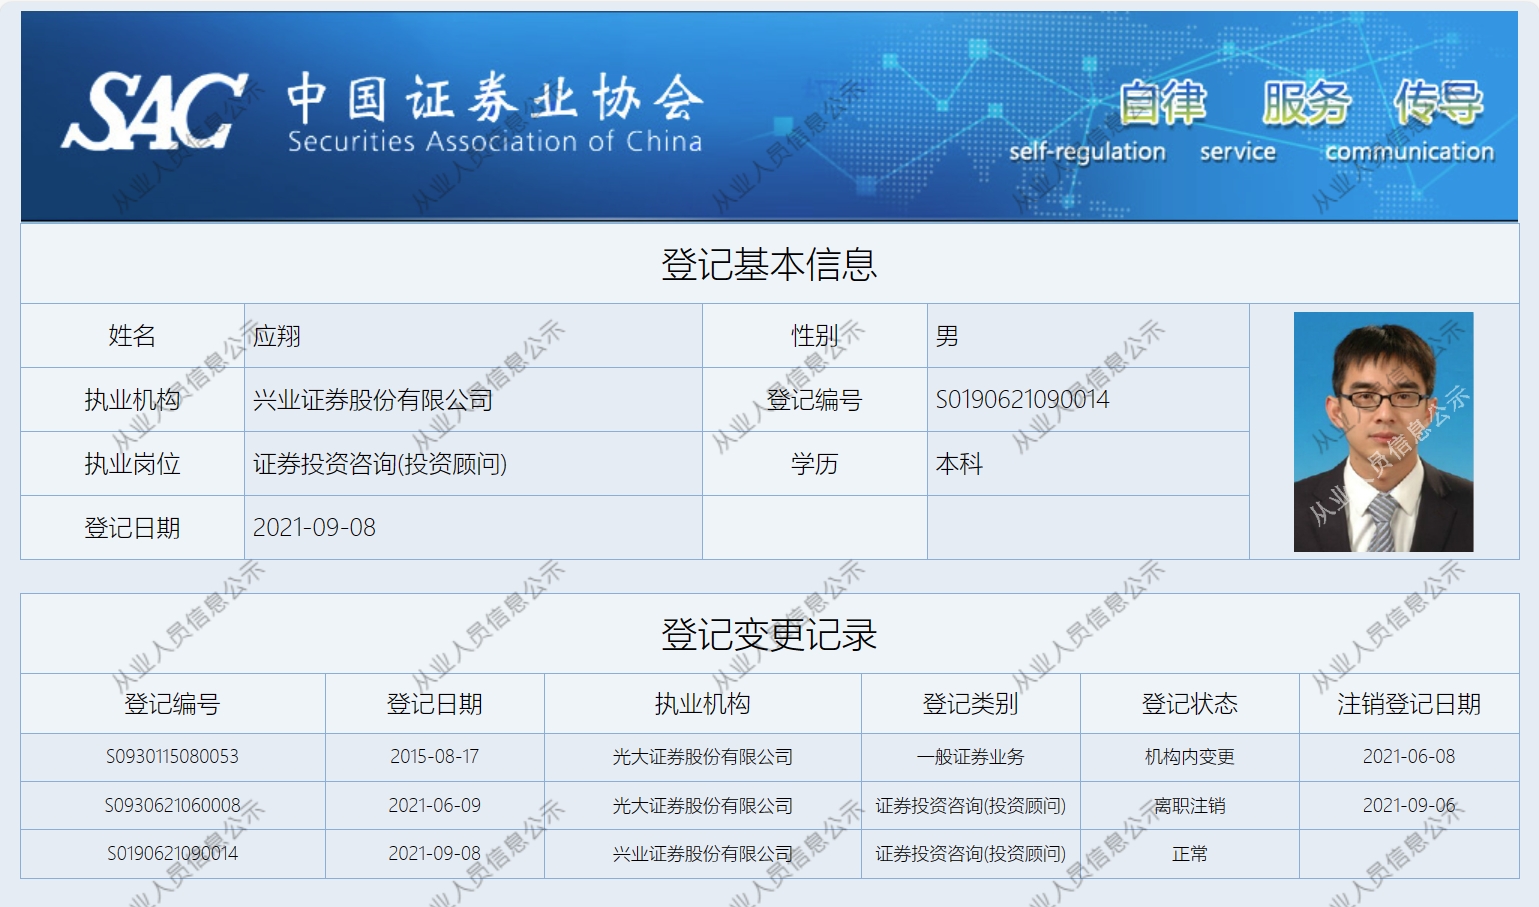 SAC 中国证券业协会
Securities Association of China
自律 服务 传导
self-regulation service communication
登记基本信息
姓名 应翔 性别 男
执业机构 兴业证券股份有限公司 登记编号 S0190621090014
执业岗位 证券投资咨询(投资顾问) 学历 本科
登记日期 2021-09-08
登记变更记录
登记编号 登记日期 执业机构 登记类别 登记状态 注销登记日期
S0930115080053 2015-08-17 光大证券股份有限公司 一般证券业务 机构内变更 2021-06-08
S0930621060008 2021-06-09 光大证券股份有限公司 证券投资咨询(投资顾问) 离职注销 2021-09-06
S0190621090014 2021-09-08 兴业证券股份有限公司 证券投资咨询(投资顾问) 正常
从业人员信息公示